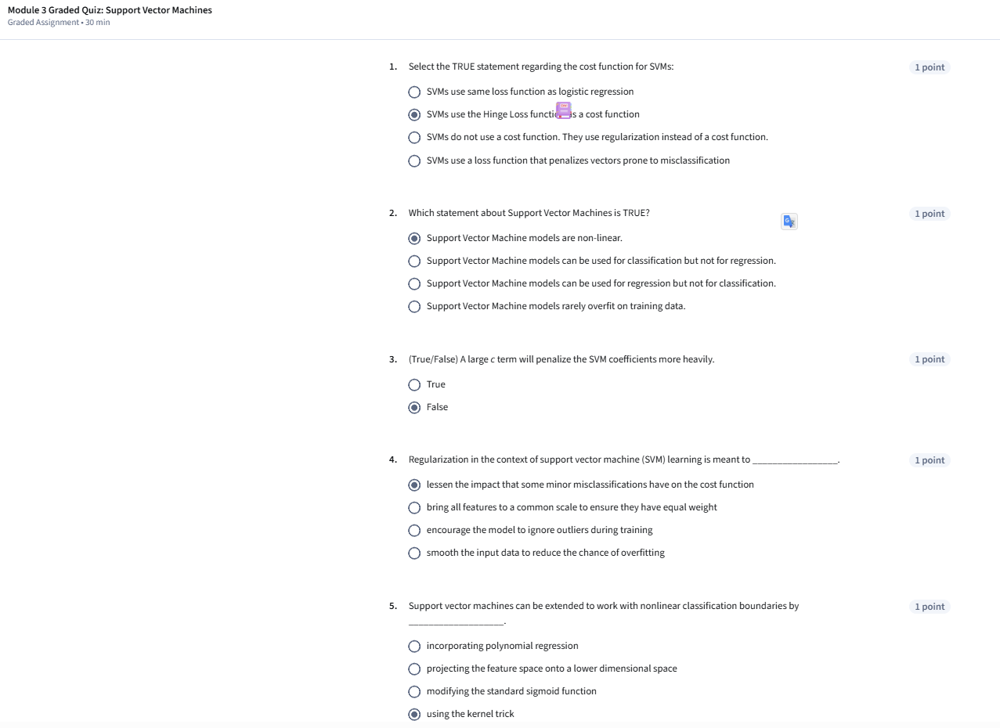 Module 3 Graded Quiz: Support Vector Machines
Graded Assignment • 30 min
1. Select the TRUE statement regarding the cost function for SVMs: 1 point
SVMs use same loss function as logistic regression
SVMs use the Hinge Loss a cost function
SVMs do not use a cost function. They use regularization instead of a cost function.
SVMs use a loss function that penalizes vectors prone to misclassification
2. Which statement about Support Vector Machines is TRUE? 1 point
Support Vector Machine models are non-linear.
Support Vector Machine models can be used for classification but not for regression.
Support Vector Machine models can be used for regression but not for classification.
Support Vector Machine models rarely overfit on training data.
3. (True/False) A large c term will penalize the SVM coefficients more heavily. 1 point
True
False
4. Regularization in the context of support vector machine (SVM) learning is meant to _________________. 1 point
lessen the impact that some minor misclassifications have on the cost function
bring all features to a common scale to ensure they have equal weight
encourage the model to ignore outliers during training
smooth the input data to reduce the chance of overfitting
5. Support vector machines can be extended to work with nonlinear classification boundaries by 1 point
___________________.
incorporating polynomial regression
projecting the feature space onto a lower dimensional space
modifying the standard sigmoid function
using the kernel trick